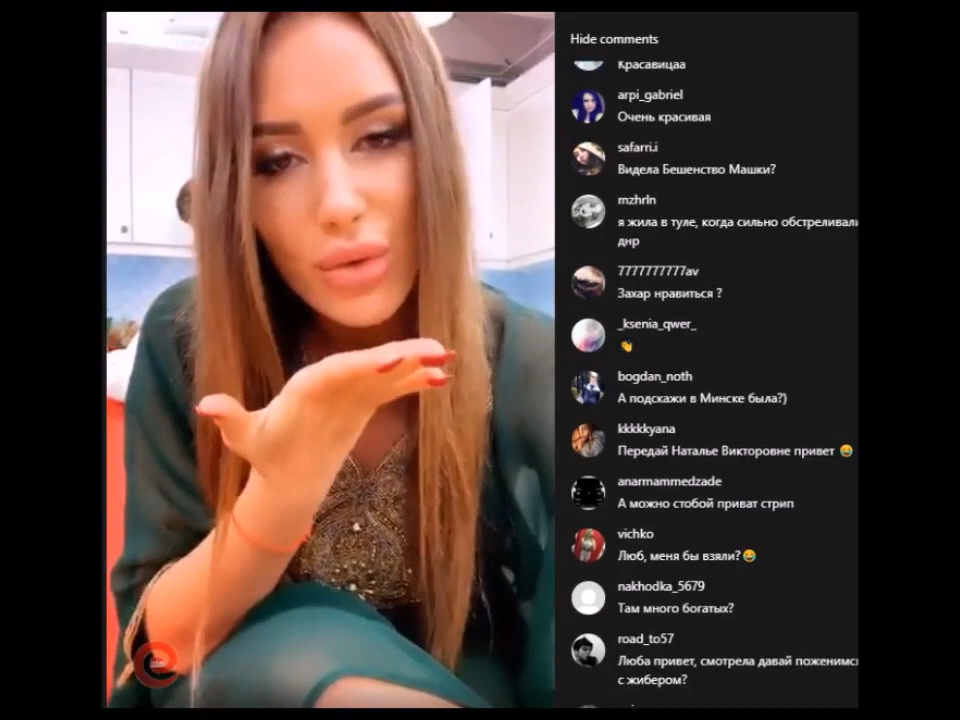 Hide comments
Красавицаа
arpi_gabriel
Очень красивая
safarri.i
Видела Бешенство Машки?
mzhrln
я жила в туле, когда сильно обстреливали
днр
7777777777av
Захар нравиться ?
_ksenia_qwer_
👏
bogdan_noth
А подскажи в Минске была?)
kkkkkyana
Передай Наталье Викторовне привет 😂
anarmammedzade
А можно стобой приват стрип
vichko
Люб, меня бы взяли?😂
nakhodka_5679
Там много богатых?
road_to57
Люба привет, смотрела давай поженимся
с жибером?